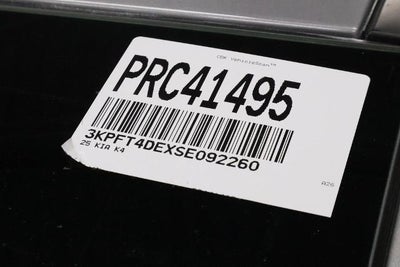 CDK VehicleScan™
PRC41495
3KPFT4DEXSE092260
25 KIA K4
A26